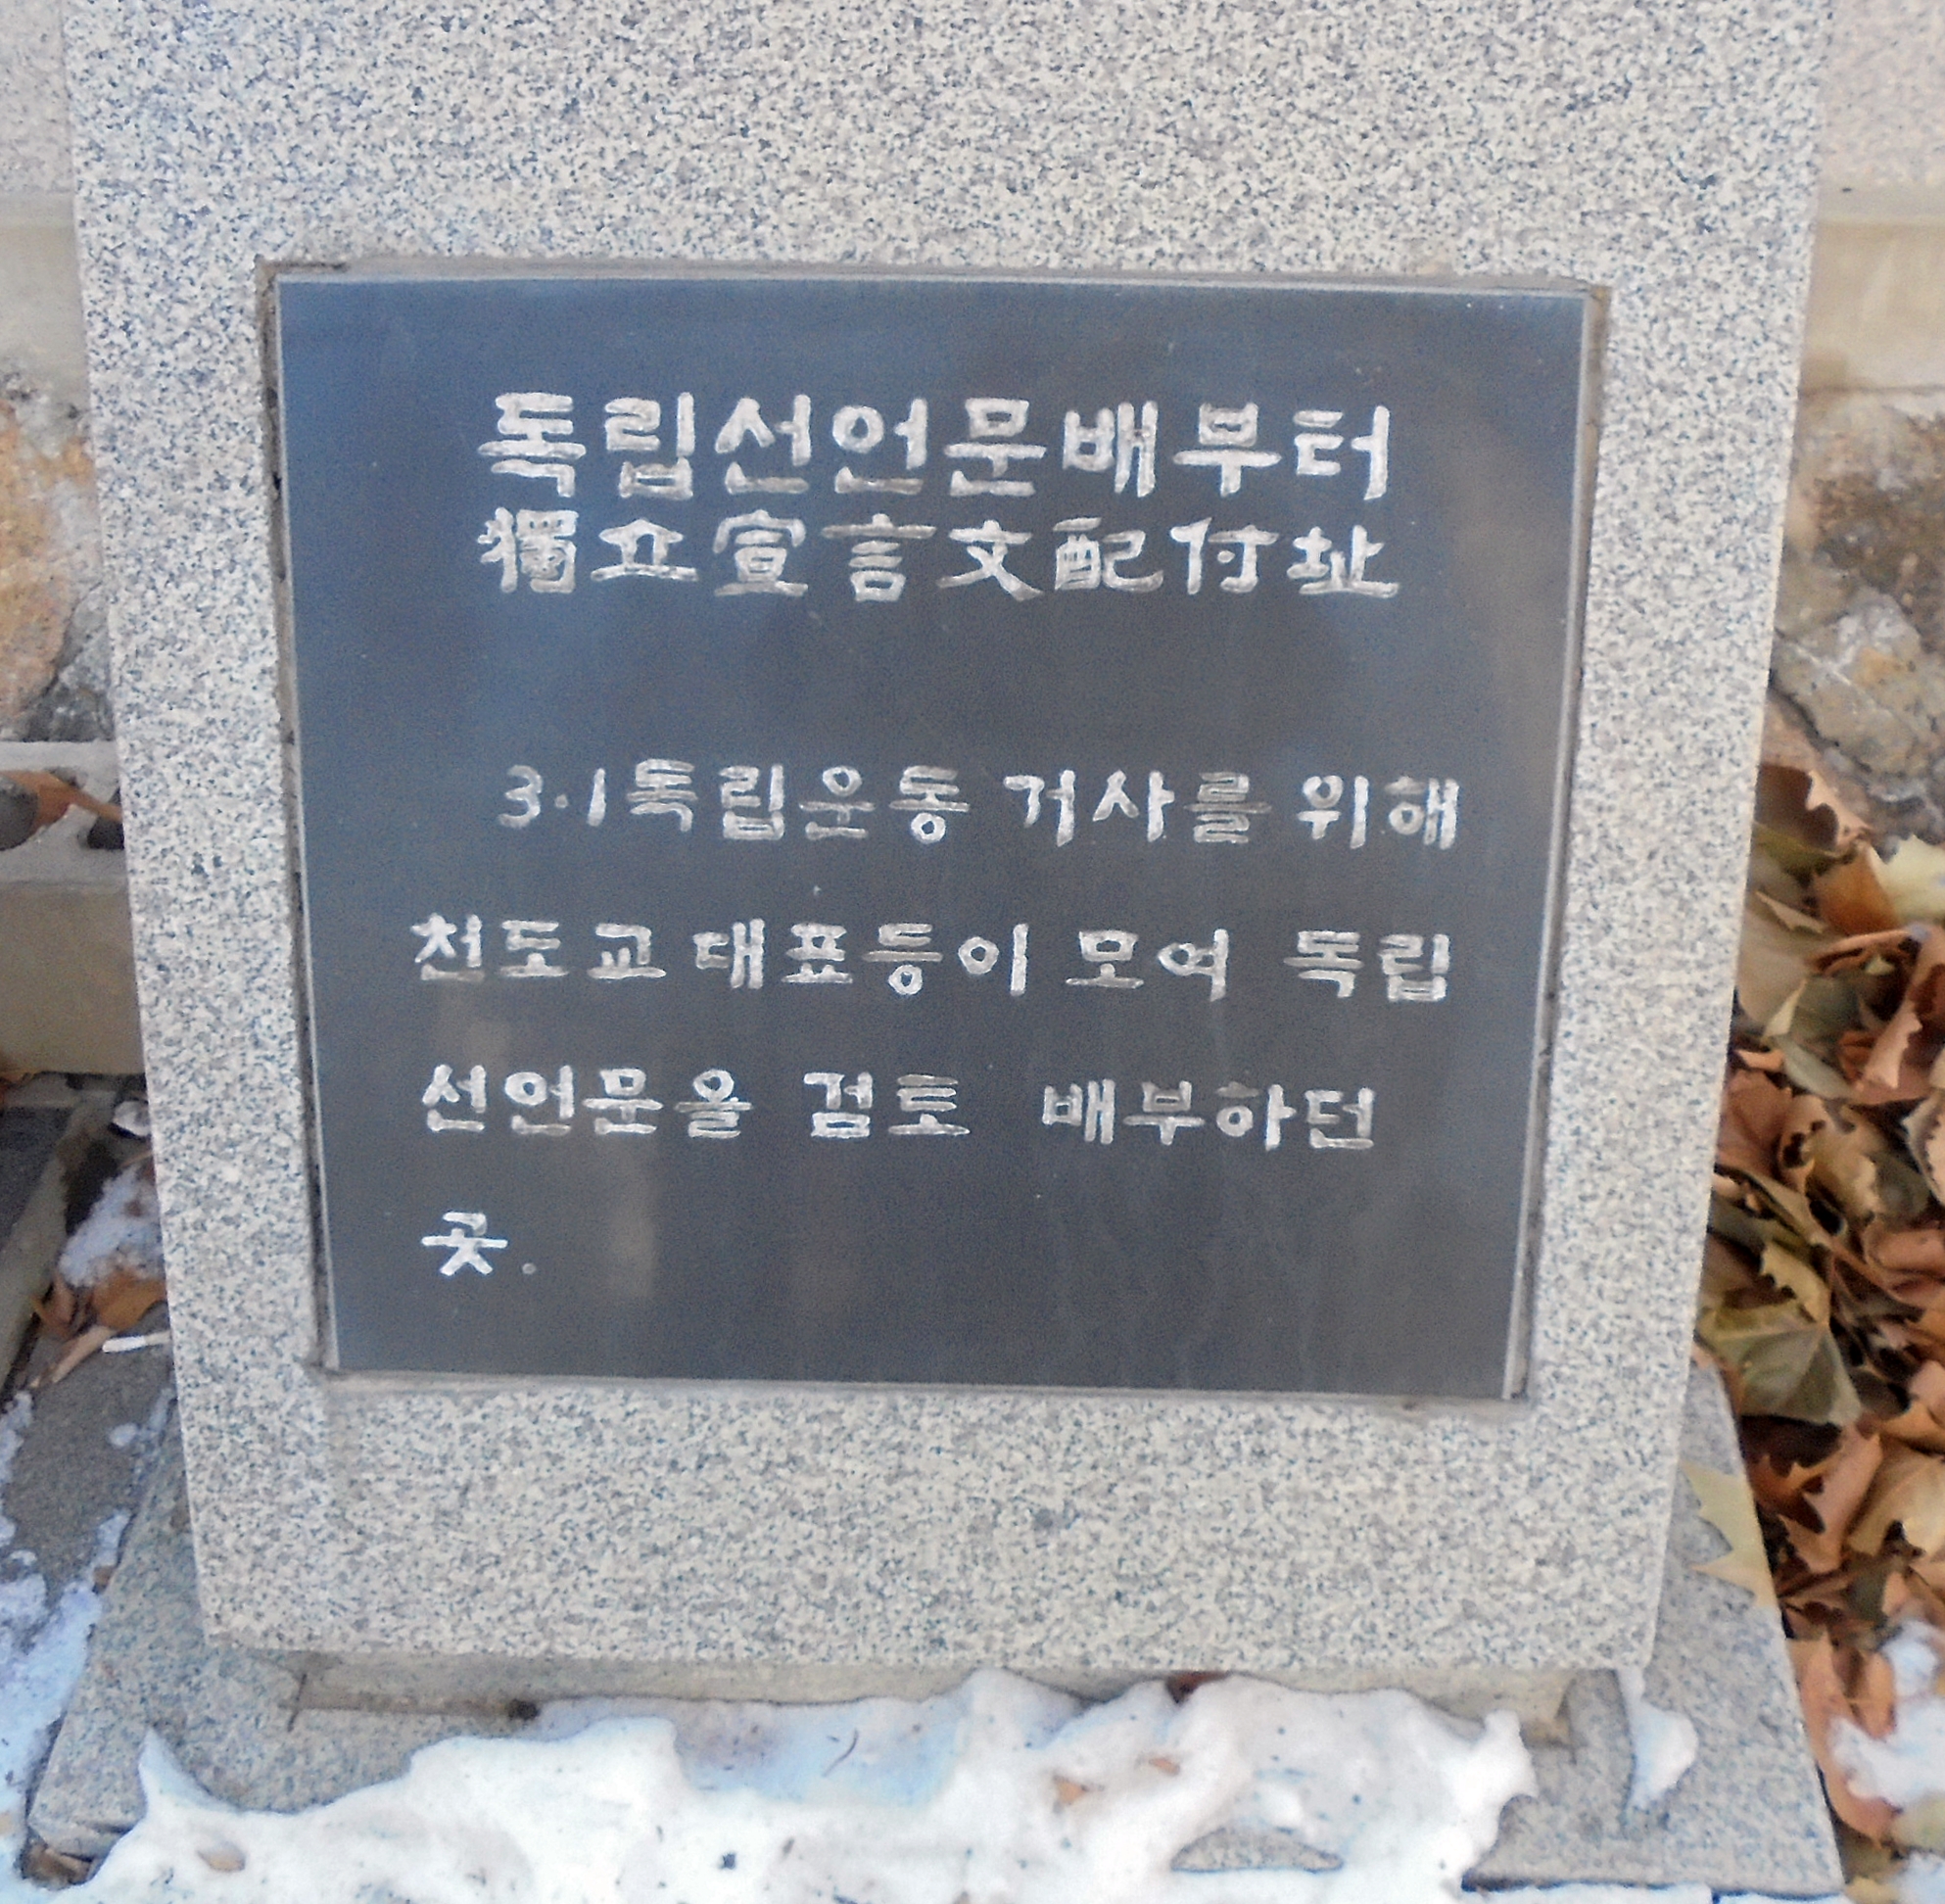 독립선언문배부터
獨立宣言文配付址
3·1독립운동 거사를 위해
천도교 대표등이 모여 독립
선언문을 검토 배부하던
곳.